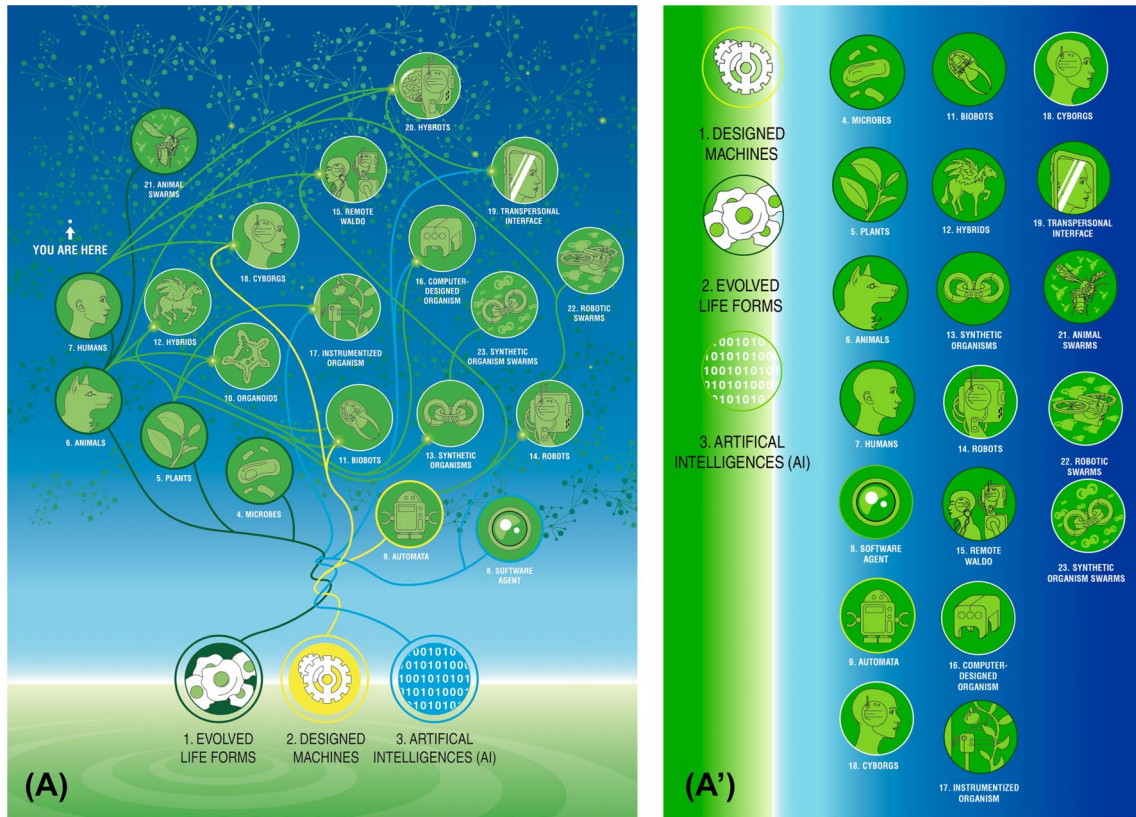 20. HYBROTS
21. ANIMAL
SWARMS
15. REMOTE
WALDO
19. TRANSPERSONAL
INTERFACE
YOU ARE HERE
18. CYBORGS
16. COMPUTER-
DESIGNED
ORGANISM
22. ROBOTIC
SWARMS
7. HUMANS
12. HYBRIDS
17. INSTRUMENTIZED
ORGANISM
23. SYNTHETIC
ORGANISM SWARMS
10. ORGANOIDS
6. ANIMALS
5. PLANTS
11. BIOBOTS
13. SYNTHETIC
ORGANISMS
14. ROBOTS
4. MICROBES
9. AUTOMATA
8. SOFTWARE
AGENT
1. EVOLVED
LIFE FORMS
2. DESIGNED
MACHINES
3. ARTIFICAL
INTELLIGENCES (AI)
(A)
1. DESIGNED
MACHINES
2. EVOLVED
LIFE FORMS
3. ARTIFICAL
INTELLIGENCES (AI)
4. MICROBES
11. BIOBOTS
18. CYBORGS
5. PLANTS
12. HYBRIDS
19. TRANSPERSONAL
INTERFACE
6. ANIMALS
13. SYNTHETIC
ORGANISMS
21. ANIMAL
SWARMS
7. HUMANS
14. ROBOTS
22. ROBOTIC
SWARMS
8. SOFTWARE
AGENT
15. REMOTE
WALDO
23. SYNTHETIC
ORGANISM SWARMS
9. AUTOMATA
16. COMPUTER-
DESIGNED
ORGANISM
18. CYBORGS
17. INSTRUMENTIZED
ORGANISM
(A')